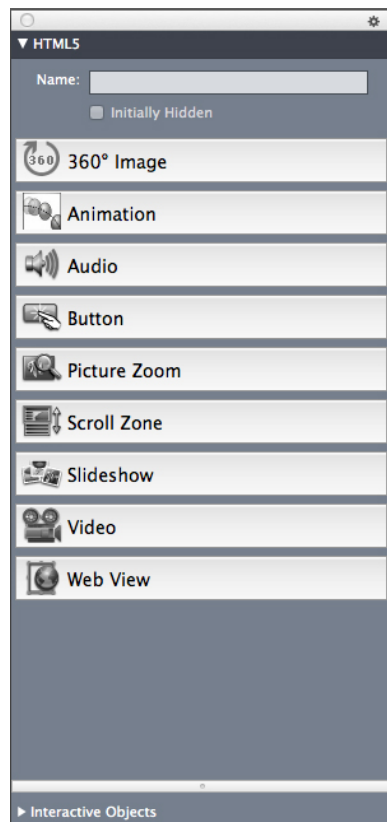 HTML5
Name:
Initially Hidden
360
360° Image
Animation
Audio
Button
Picture Zoom
Scroll Zone
Slideshow
Video
Web View
Interactive Objects